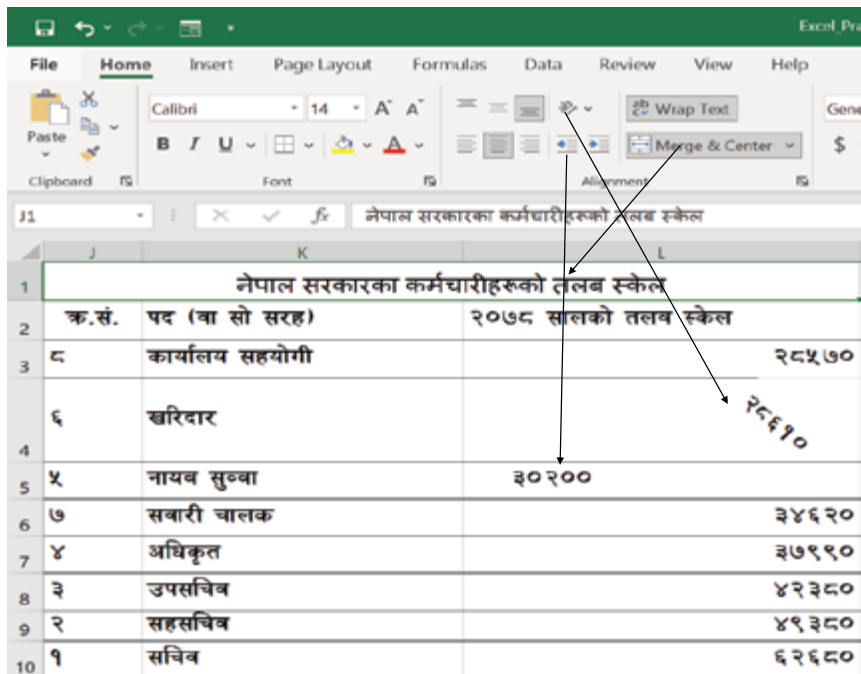 Excel_Pra
File Home Insert Page Layout Formulas Data Review View Help
Calibri 14 A A ab Wrap Text Gene
Paste B I U A Merge & Center $
Clipboard Font Alignment
J1 fx नेपाल सरकारका कर्मचारीहरूको तलब स्केल
J K L
1 नेपाल सरकारका कर्मचारीहरूको तलब स्केल
2 क्र.सं. पद (वा सो सरह) २०७८ सालको तलव स्केल
3 ८ कार्यालय सहयोगी २८५७०
4 ६ खरिदार २८६१०
5 ५ नायव सुव्वा ३०२००
6 ७ सवारी चालक ३४६२०
7 ४ अधिकृत ३७९९०
8 ३ उपसचिव ४२३८०
9 २ सहसचिव ४९३८०
10 १ सचिव ६२६८०